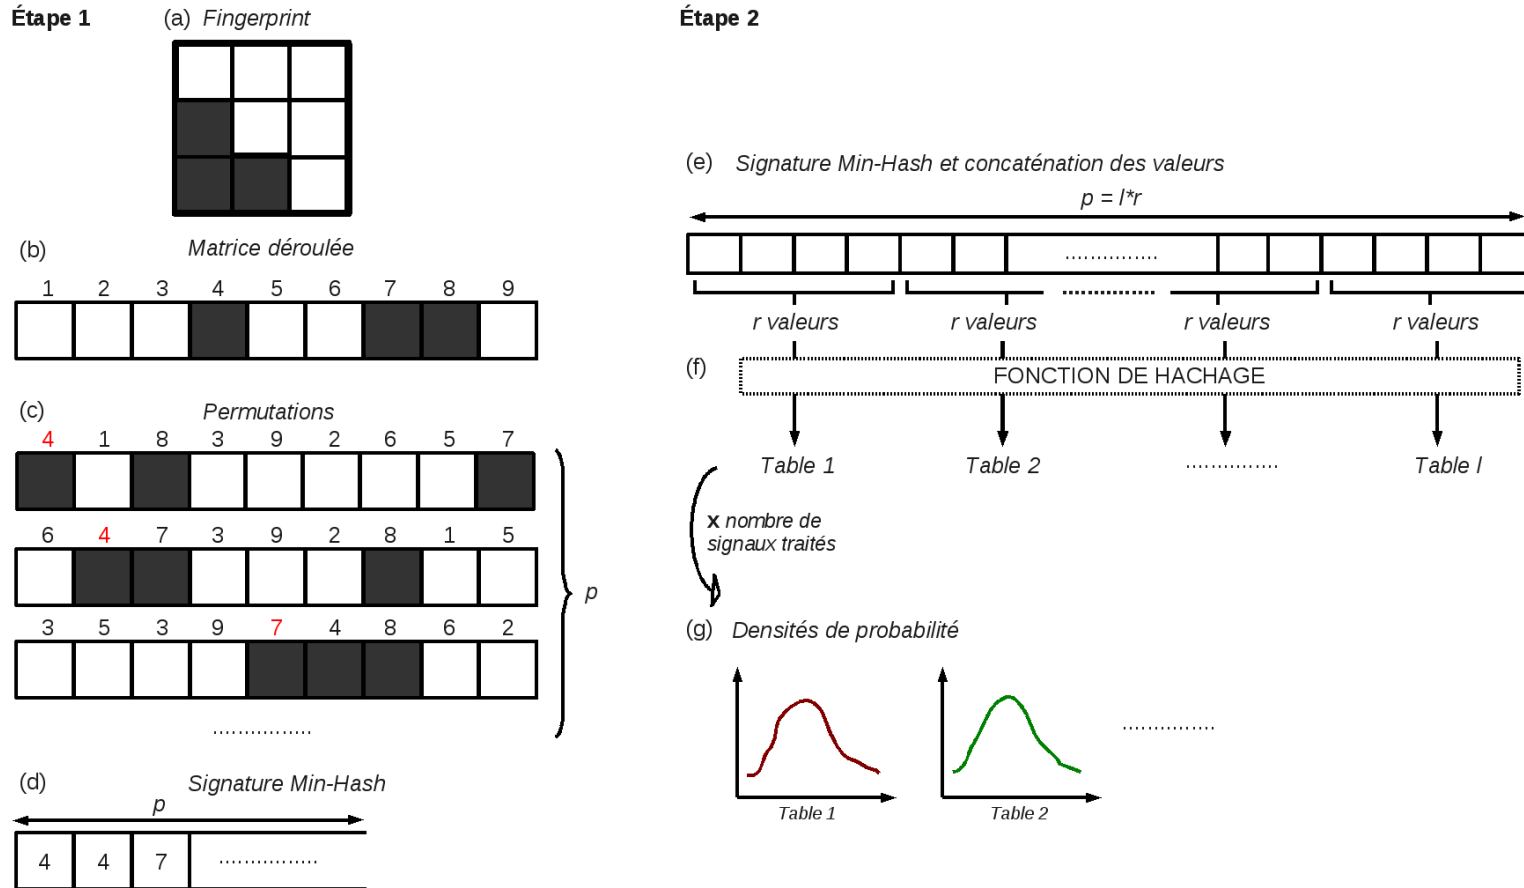 Étape 1
(a) Fingerprint
(b) Matrice déroulée
1 2 3 4 5 6 7 8 9
(c) Permutations
4 1 8 3 9 2 6 5 7
6 4 7 3 9 2 8 1 5
p
3 5 3 9 7 4 8 6 2
...............
(d) Signature Min-Hash
p
4 4 7 ...............
Étape 2
(e) Signature Min-Hash et concaténation des valeurs
p = l*r
...............
...............
r valeurs r valeurs r valeurs r valeurs
(f) FONCTION DE HACHAGE
Table 1 Table 2 ............... Table l
x nombre de
signaux traités
(g) Densités de probabilité
...............
Table 1 Table 2